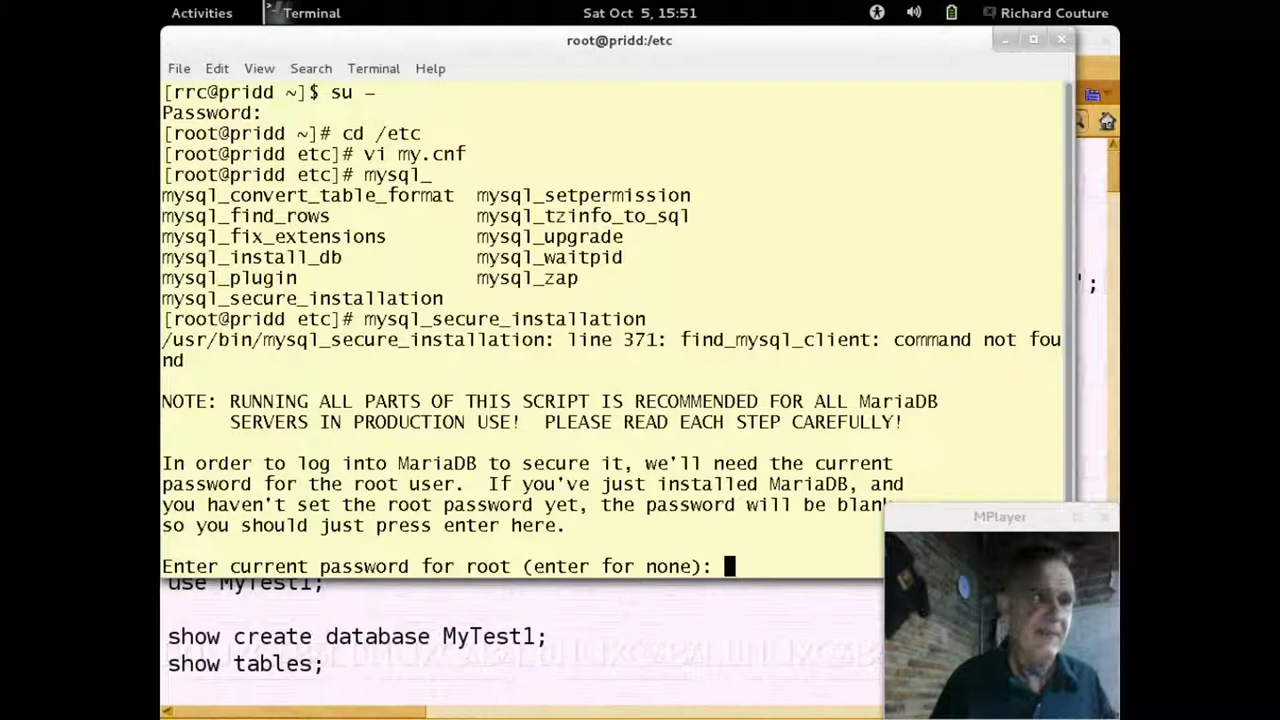 Activities Terminal Sat Oct 5, 15:51 Richard Couture
root@pridd:/etc
File Edit View Search Terminal Help
[rrc@pridd ~]$ su -
Password:
[root@pridd ~]# cd /etc
[root@pridd etc]# vi my.cnf
[root@pridd etc]# mysql_
mysql_convert_table_format mysql_setpermission
mysql_find_rows mysql_tzinfo_to_sql
mysql_fix_extensions mysql_upgrade
mysql_install_db mysql_waitpid
mysql_plugin mysql_zap
mysql_secure_installation
[root@pridd etc]# mysql_secure_installation
/usr/bin/mysql_secure_installation: line 371: find_mysql_client: command not fou
nd
NOTE: RUNNING ALL PARTS OF THIS SCRIPT IS RECOMMENDED FOR ALL MariaDB
SERVERS IN PRODUCTION USE! PLEASE READ EACH STEP CAREFULLY!
In order to log into MariaDB to secure it, we'll need the current
password for the root user. If you've just installed MariaDB, and
you haven't set the root password yet, the password will be blank
so you should just press enter here.
Enter current password for root (enter for none):
';
MPlayer
use MyTest1;
show create database MyTest1;
show tables;